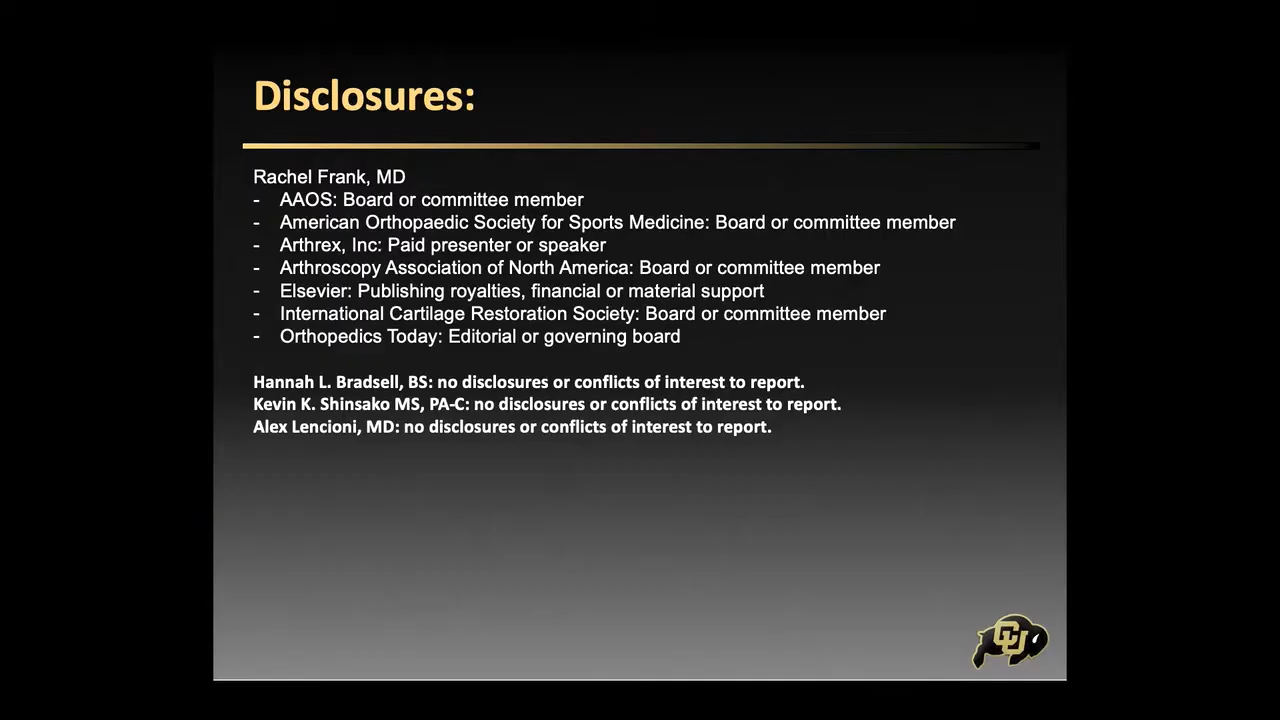 Disclosures:
Rachel Frank, MD
- AAOS: Board or committee member
- American Orthopaedic Society for Sports Medicine: Board or committee member
- Arthrex, Inc: Paid presenter or speaker
- Arthroscopy Association of North America: Board or committee member
- Elsevier: Publishing royalties, financial or material support
- International Cartilage Restoration Society: Board or committee member
- Orthopedics Today: Editorial or governing board
Hannah L. Bradsell, BS: no disclosures or conflicts of interest to report.
Kevin K. Shinsako MS, PA-C: no disclosures or conflicts of interest to report.
Alex Lencioni, MD: no disclosures or conflicts of interest to report.
CU